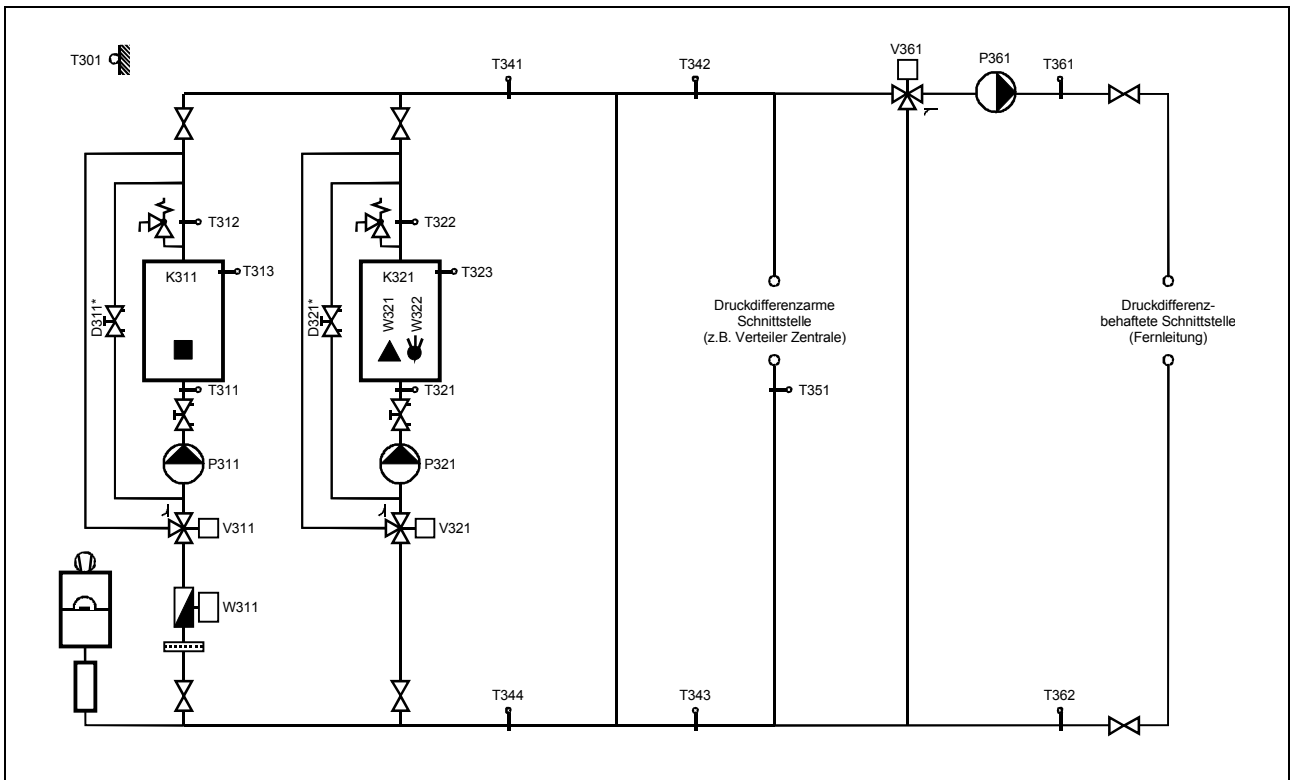 T301
T341
T342
V361
P361
T361
T312
T322
K311
T313
K321
T323
D311*
D321*
W321
W322
Druckdifferenzarme
Schnittstelle
(z.B. Verteiler Zentrale)
Druckdifferenz-
behaftete Schnittstelle
(Fernleitung)
T311
T321
T351
P311
P321
V311
V321
W311
T344
T343
T362